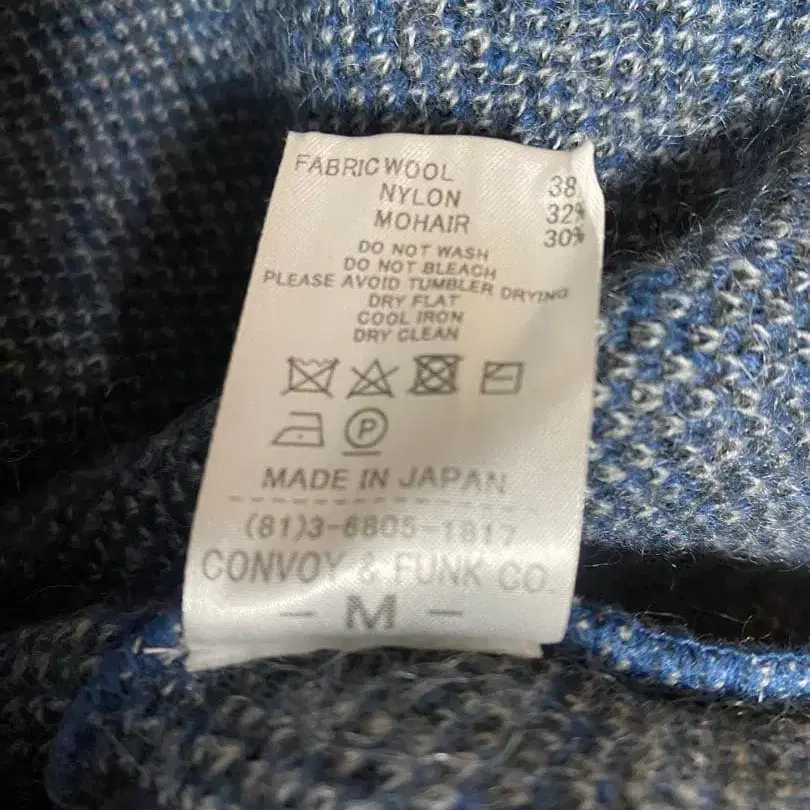 FABRIC WOOL 38
NYLON 32%
MOHAIR 30%
DO NOT WASH
DO NOT BLEACH
PLEASE AVOID TUMBLER DRYING
DRY FLAT
COOL IRON
DRY CLEAN
P
MADE IN JAPAN
(81)3-6805-1817
CONVOY & FUNK CO.
- M -